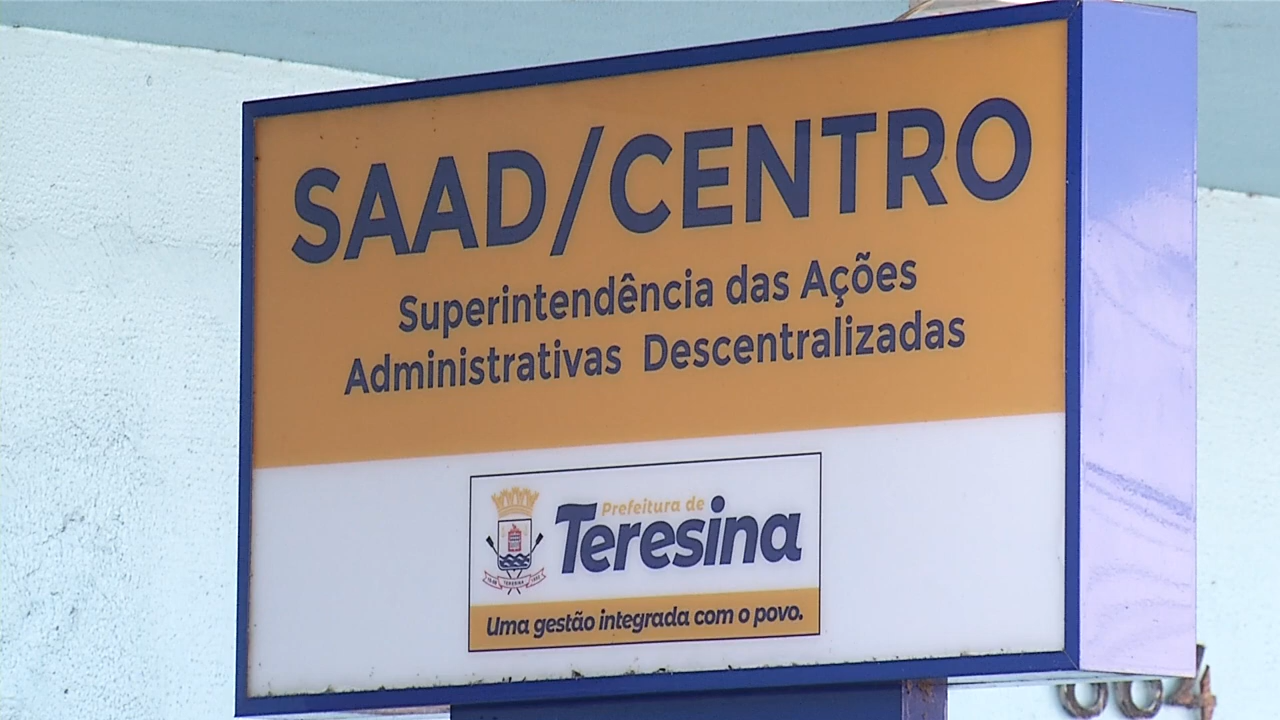 SAAD/CENTRO
Superintendência das Ações
Administrativas Descentralizadas
Prefeitura de
Teresina
Uma gestão integrada com o povo.